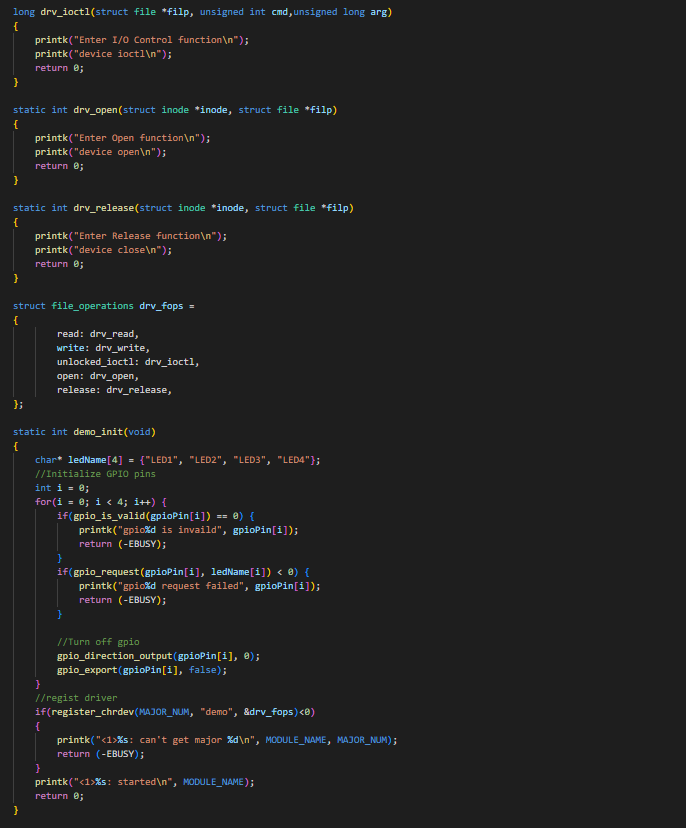 long drv_ioctl(struct file *filp, unsigned int cmd,unsigned long arg)
{
    printk("Enter I/O Control function\n");
    printk("device ioctl\n");
    return 0;
}

static int drv_open(struct inode *inode, struct file *filp)
{
    printk("Enter Open function\n");
    printk("device open\n");
    return 0;
}

static int drv_release(struct inode *inode, struct file *filp)
{
    printk("Enter Release function\n");
    printk("device close\n");
    return 0;
}

struct file_operations drv_fops =
{
        read: drv_read,
        write: drv_write,
        unlocked_ioctl: drv_ioctl,
        open: drv_open,
        release: drv_release,
};

static int demo_init(void)
{
    char* ledName[4] = {"LED1", "LED2", "LED3", "LED4"};
    //Initialize GPIO pins
    int i = 0;
    for(i = 0; i < 4; i++) {
        if(gpio_is_valid(gpioPin[i]) == 0) {
            printk("gpio%d is invaild", gpioPin[i]);
            return (-EBUSY);
        }
        if(gpio_request(gpioPin[i], ledName[i]) < 0) {
            printk("gpio%d request failed", gpioPin[i]);
            return (-EBUSY);
        }

        //Turn off gpio
        gpio_direction_output(gpioPin[i], 0);
        gpio_export(gpioPin[i], false);
    }
    //regist driver
    if(register_chrdev(MAJOR_NUM, "demo", &drv_fops)<0)
    {
        printk("<1>%s: can't get major %d\n", MODULE_NAME, MAJOR_NUM);
        return (-EBUSY);
    }
    printk("<1>%s: started\n", MODULE_NAME);
    return 0;
}